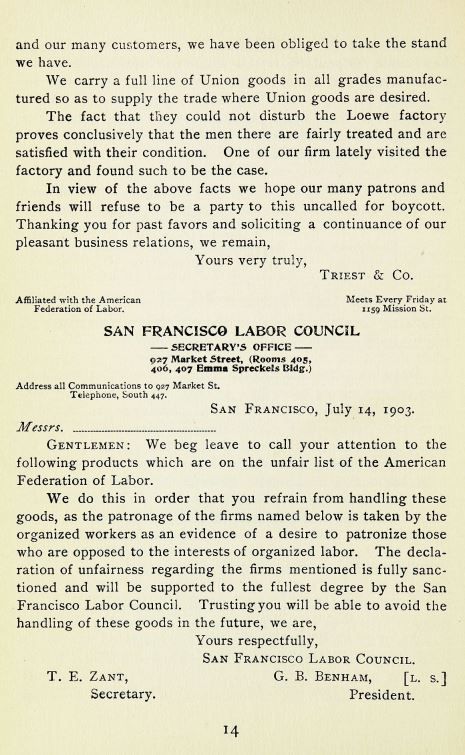 and our many customers, we have been obliged to take the stand
we have.
We carry a full line of Union goods in all grades manufac-
tured so as to supply the trade where Union goods are desired.
The fact that they could not disturb the Loewe factory
proves conclusively that the men there are fairly treated and are
satisfied with their condition. One of our firm lately visited the
factory and found such to be the case.
In view of the above facts we hope our many patrons and
friends will refuse to be a party to this uncalled for boycott.
Thanking you for past favors and soliciting a continuance of our
pleasant business relations, we remain,
Yours very truly,
TRIEST & CO.
Affiliated with the American
Federation of Labor.
Meets Every Friday at
1159 Mission St.
SAN FRANCISCO LABOR COUNCIL
— SECRETARY'S OFFICE —
927 Market Street, (Rooms 405,
406, 407 Emma Spreckels Bldg.)
Address all Communications to 927 Market St.
Telephone, South 447.
SAN FRANCISCO, July 14, 1903.
Messrs.
GENTLEMEN: We beg leave to call your attention to the
following products which are on the unfair list of the American
Federation of Labor.
We do this in order that you refrain from handling these
goods, as the patronage of the firms named below is taken by the
organized workers as an evidence of a desire to patronize those
who are opposed to the interests of organized labor. The decla-
ration of unfairness regarding the firms mentioned is fully sanc-
tioned and will be supported to the fullest degree by the San
Francisco Labor Council. Trusting you will be able to avoid the
handling of these goods in the future, we are,
Yours respectfully,
SAN FRANCISCO LABOR COUNCIL.
T. E. ZANT,
Secretary.
G. B. BENHAM, [L. S.]
President.
14